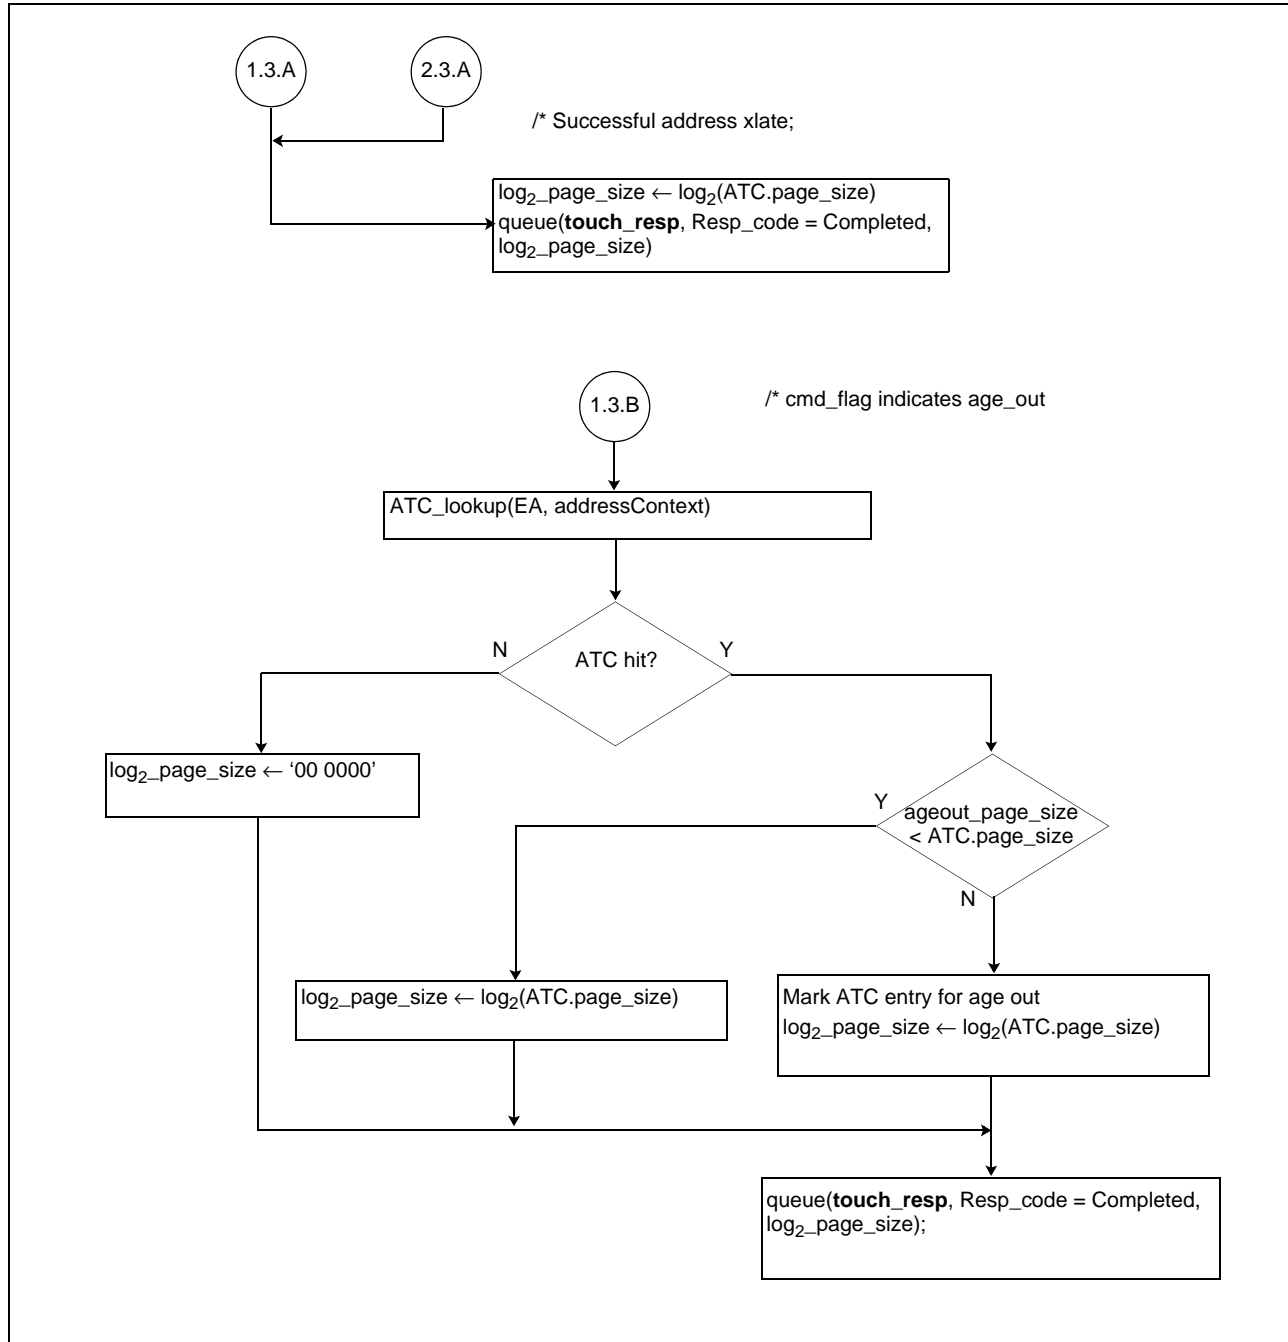 1.3.A
2.3.A
/* Successful address xlate;
log₂_page_size ← log₂(ATC.page_size)
queue(touch_resp, Resp_code = Completed,
log₂_page_size)
1.3.B
/* cmd_flag indicates age_out
ATC_lookup(EA, addressContext)
N
Y
ATC hit?
log₂_page_size ← ‘00 0000’
Y
ageout_page_size
< ATC.page_size
N
log₂_page_size ← log₂(ATC.page_size)
Mark ATC entry for age out
log₂_page_size ← log₂(ATC.page_size)
queue(touch_resp, Resp_code = Completed,
log₂_page_size);